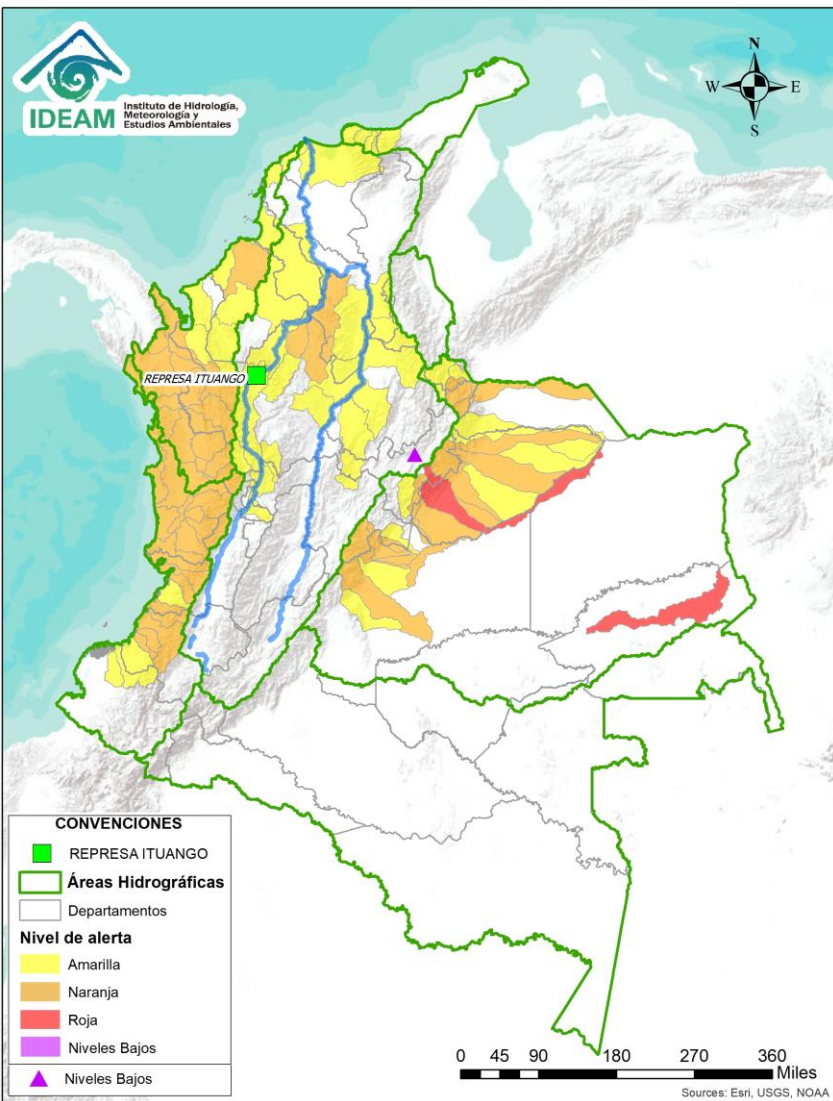 IDEAM
Instituto de Hidrología,
Meteorología y
Estudios Ambientales
N
W
E
S
REPRESA ITUANGO
CONVENCIONES
REPRESA ITUANGO
Áreas Hidrográficas
Departamentos
Nivel de alerta
Amarilla
Naranja
Roja
Niveles Bajos
Niveles Bajos
0 45 90 180 270 360
Miles
Sources: Esri, USGS, NOAA